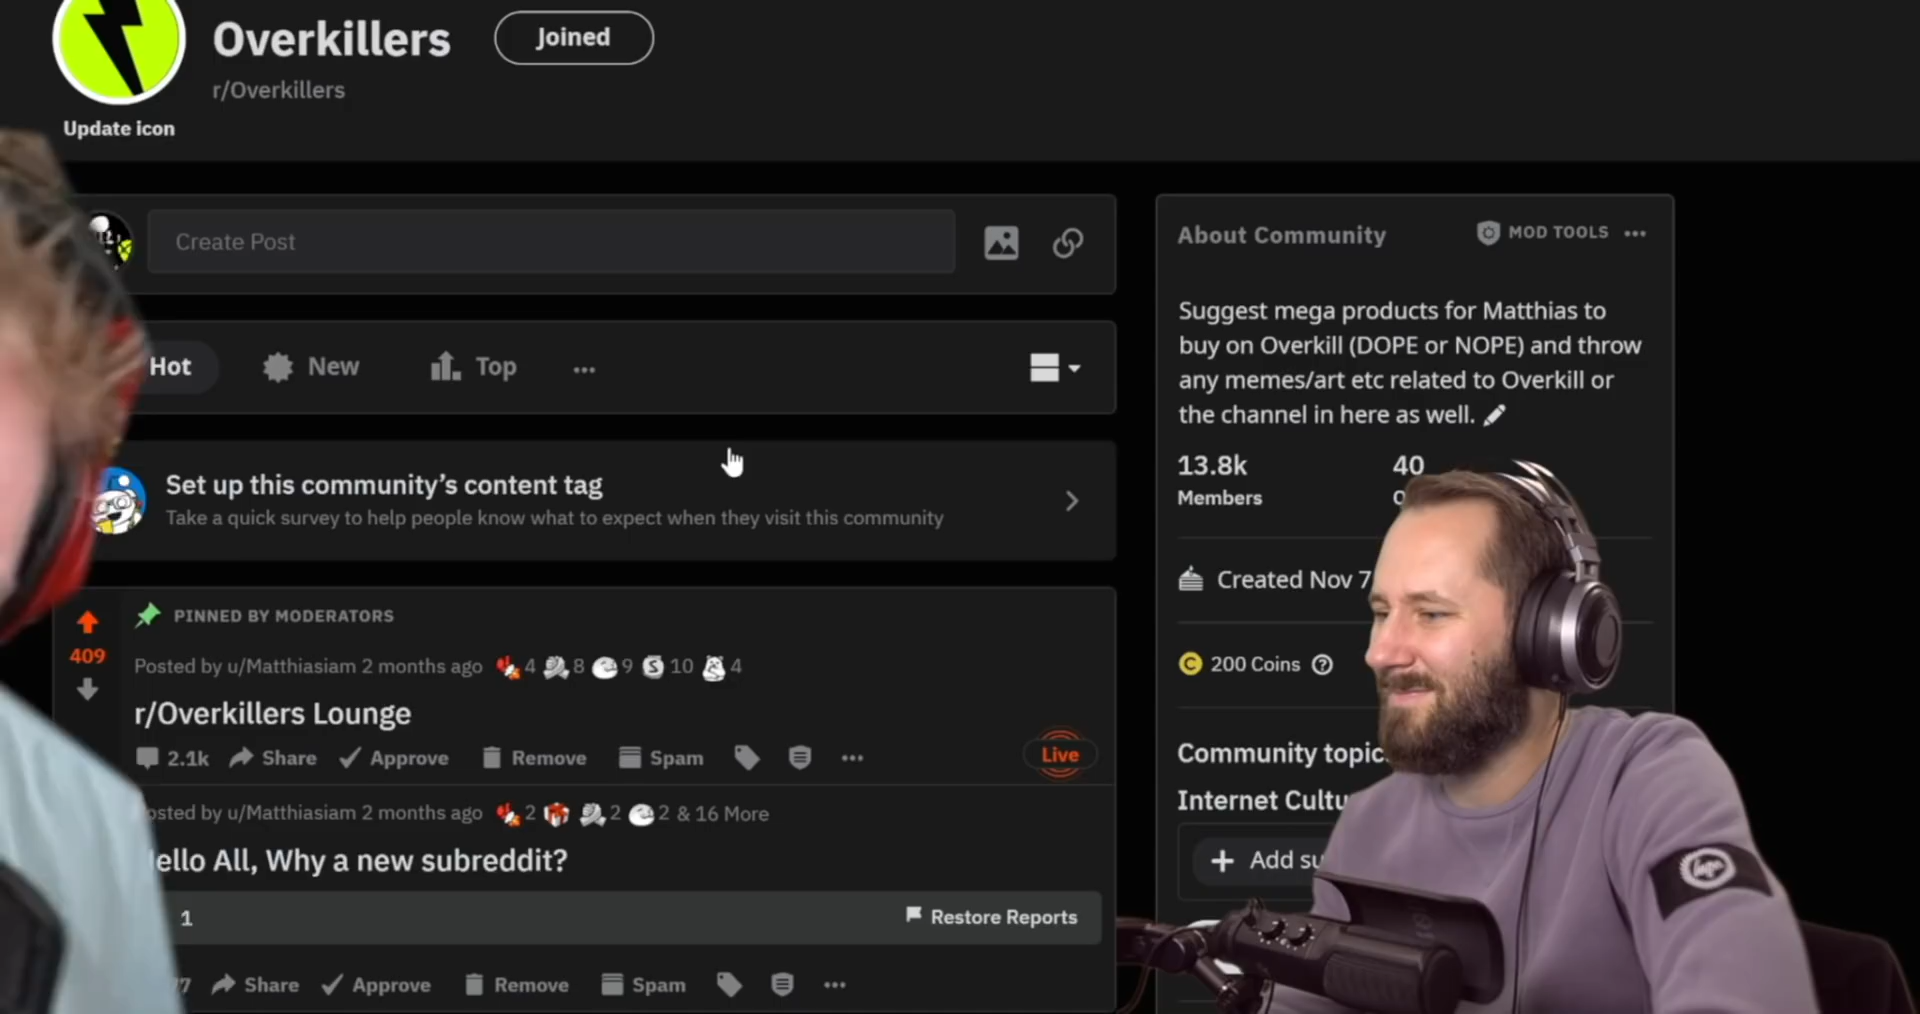 Overkillers
Joined
r/Overkillers
Update icon
Create Post
Hot New Top
Set up this community's content tag
Take a quick survey to help people know what to expect when they visit this community
PINNED BY MODERATORS
409
Posted by u/Matthiasiam 2 months ago 4 8 9 10 4
r/Overkillers Lounge
2.1k Share Approve Remove Spam
Live
osted by u/Matthiasiam 2 months ago 2 2 2 & 16 More
ello All, Why a new subreddit?
1 Restore Reports
Share Approve Remove Spam
About Community MOD TOOLS
Suggest mega products for Matthias to
buy on Overkill (DOPE or NOPE) and throw
any memes/art etc related to Overkill or
the channel in here as well.
13.8k 40
Members
Created Nov 7
200 Coins
Community topic
Internet Cultu
Add su